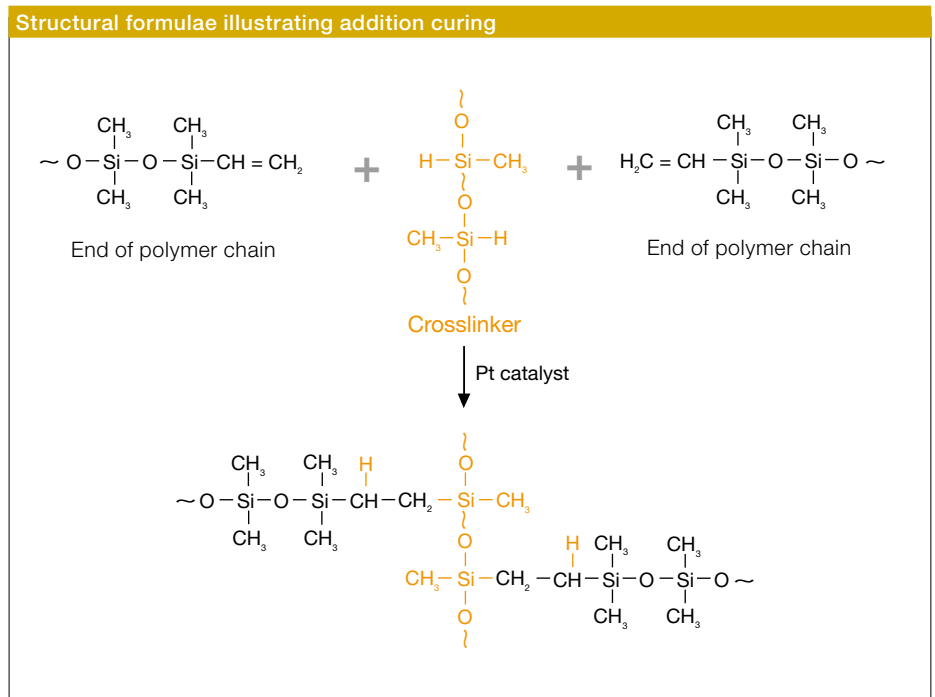 Structural formulae illustrating addition curing
CH₃ CH₃
~ O–Si–O–Si–CH=CH₂
CH₃ CH₃
End of polymer chain
+
O
H–Si–CH₃
O
CH₃–Si–H
O
Crosslinker
+
CH₃ CH₃
H₂C=CH–Si–O–Si–O ~
CH₃ CH₃
End of polymer chain
Pt catalyst
CH₃ CH₃ H O
~ O–Si–O–Si–CH–CH₂–Si–CH₃
CH₃ CH₃ O
H CH₃ CH₃
CH₃–Si–CH₂–CH–Si–O–Si–O ~
O CH₃ CH₃